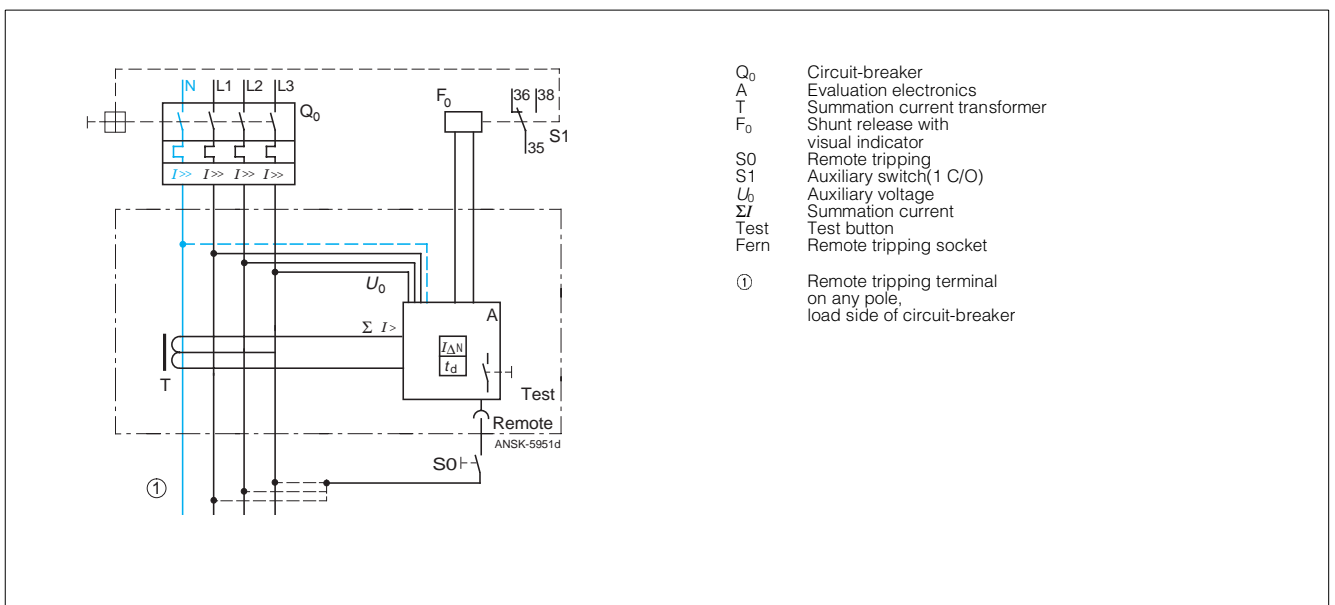 N L1 L2 L3
Q0
F0
36 38
S1
35
I>> I>> I>> I>>
U0
Σ I>
A
IΔN
td
T
Test
Remote
ANSK-5951d
S0
①
Q0 Circuit-breaker
A Evaluation electronics
T Summation current transformer
F0 Shunt release with
visual indicator
S0 Remote tripping
S1 Auxiliary switch(1 C/O)
U0 Auxiliary voltage
ΣI Summation current
Test Test button
Fern Remote tripping socket
① Remote tripping terminal
on any pole,
load side of circuit-breaker